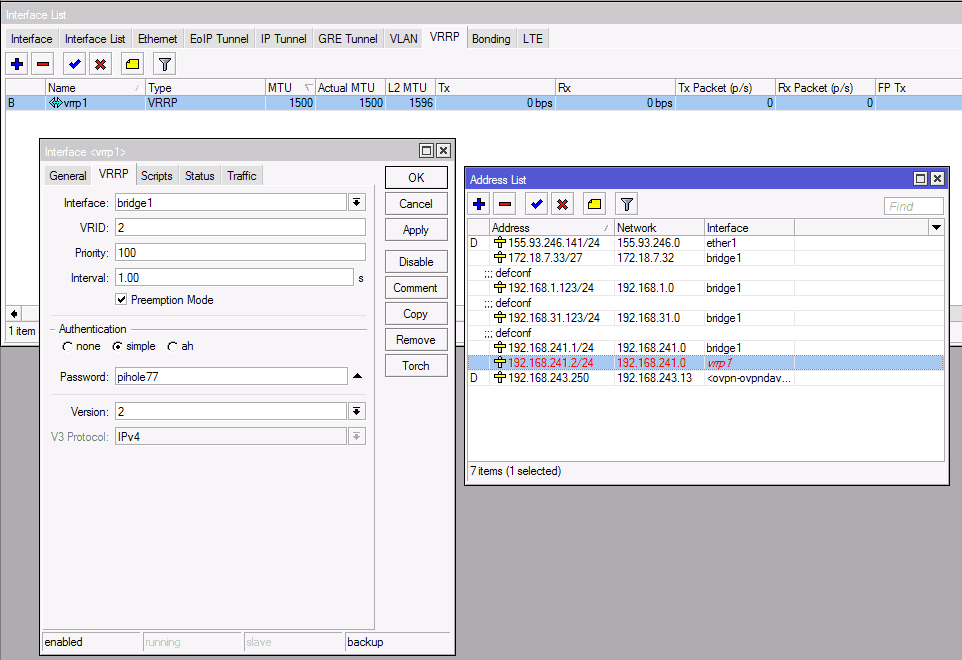 Interface List
Interface Interface List Ethernet EoIP Tunnel IP Tunnel GRE Tunnel VLAN VRRP Bonding LTE
Name Type MTU Actual MTU L2 MTU Tx Rx Tx Packet (p/s) Rx Packet (p/s) FP Tx
B vrrp1 VRRP 1500 1500 1596 0 bps 0 bps 0 0
1 item
Interface <vrrp1>
General VRRP Scripts Status Traffic
Interface: bridge1
VRID: 2
Priority: 100
Interval: 1.00 s
Preemption Mode
Authentication
none simple ah
Password: pihole77
Version: 2
V3 Protocol: IPv4
OK
Cancel
Apply
Disable
Comment
Copy
Remove
Torch
enabled running slave backup
Address List
Find
Address Network Interface
D 155.93.246.141/24 155.93.246.0 ether1
172.18.7.33/27 172.18.7.32 bridge1
;;; defconf
192.168.1.123/24 192.168.1.0 bridge1
;;; defconf
192.168.31.123/24 192.168.31.0 bridge1
;;; defconf
192.168.241.1/24 192.168.241.0 bridge1
192.168.241.2/24 192.168.241.0 vrrp1
D 192.168.243.250 192.168.243.13 <ovpn-ovpndav...
7 items (1 selected)